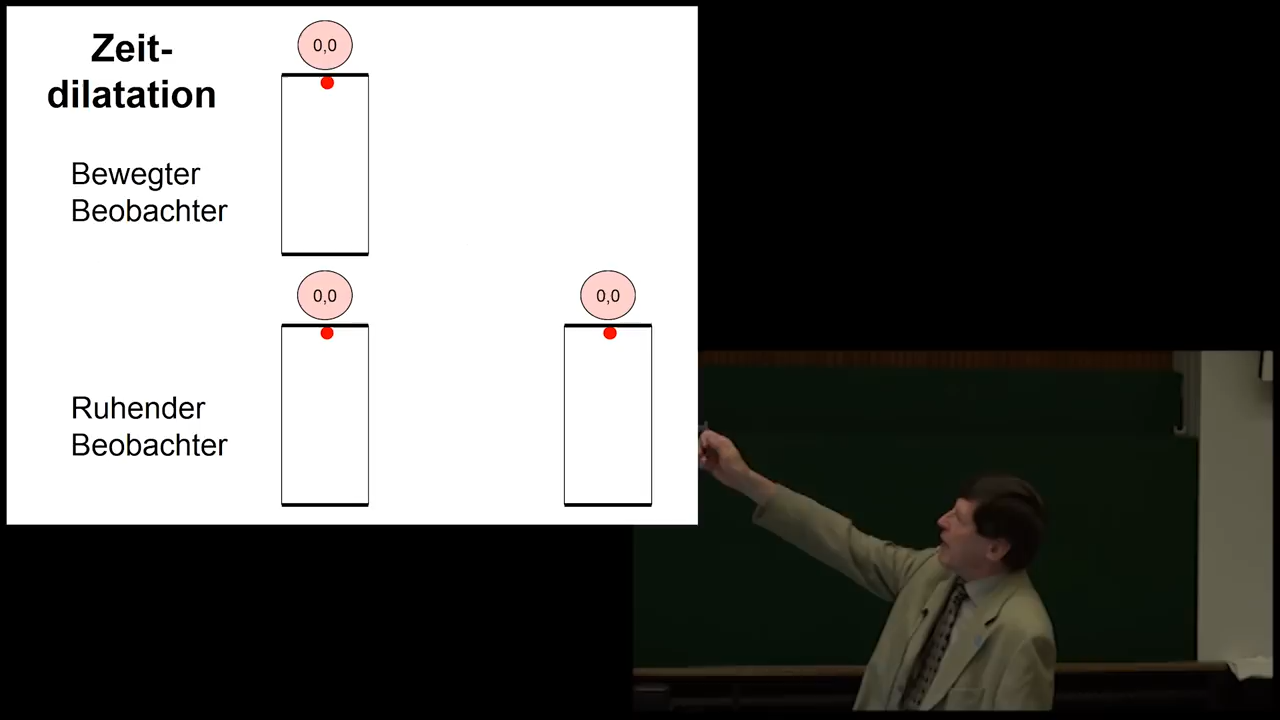 Zeit-
dilatation
0,0
Bewegter
Beobachter
0,0
0,0
Ruhender
Beobachter